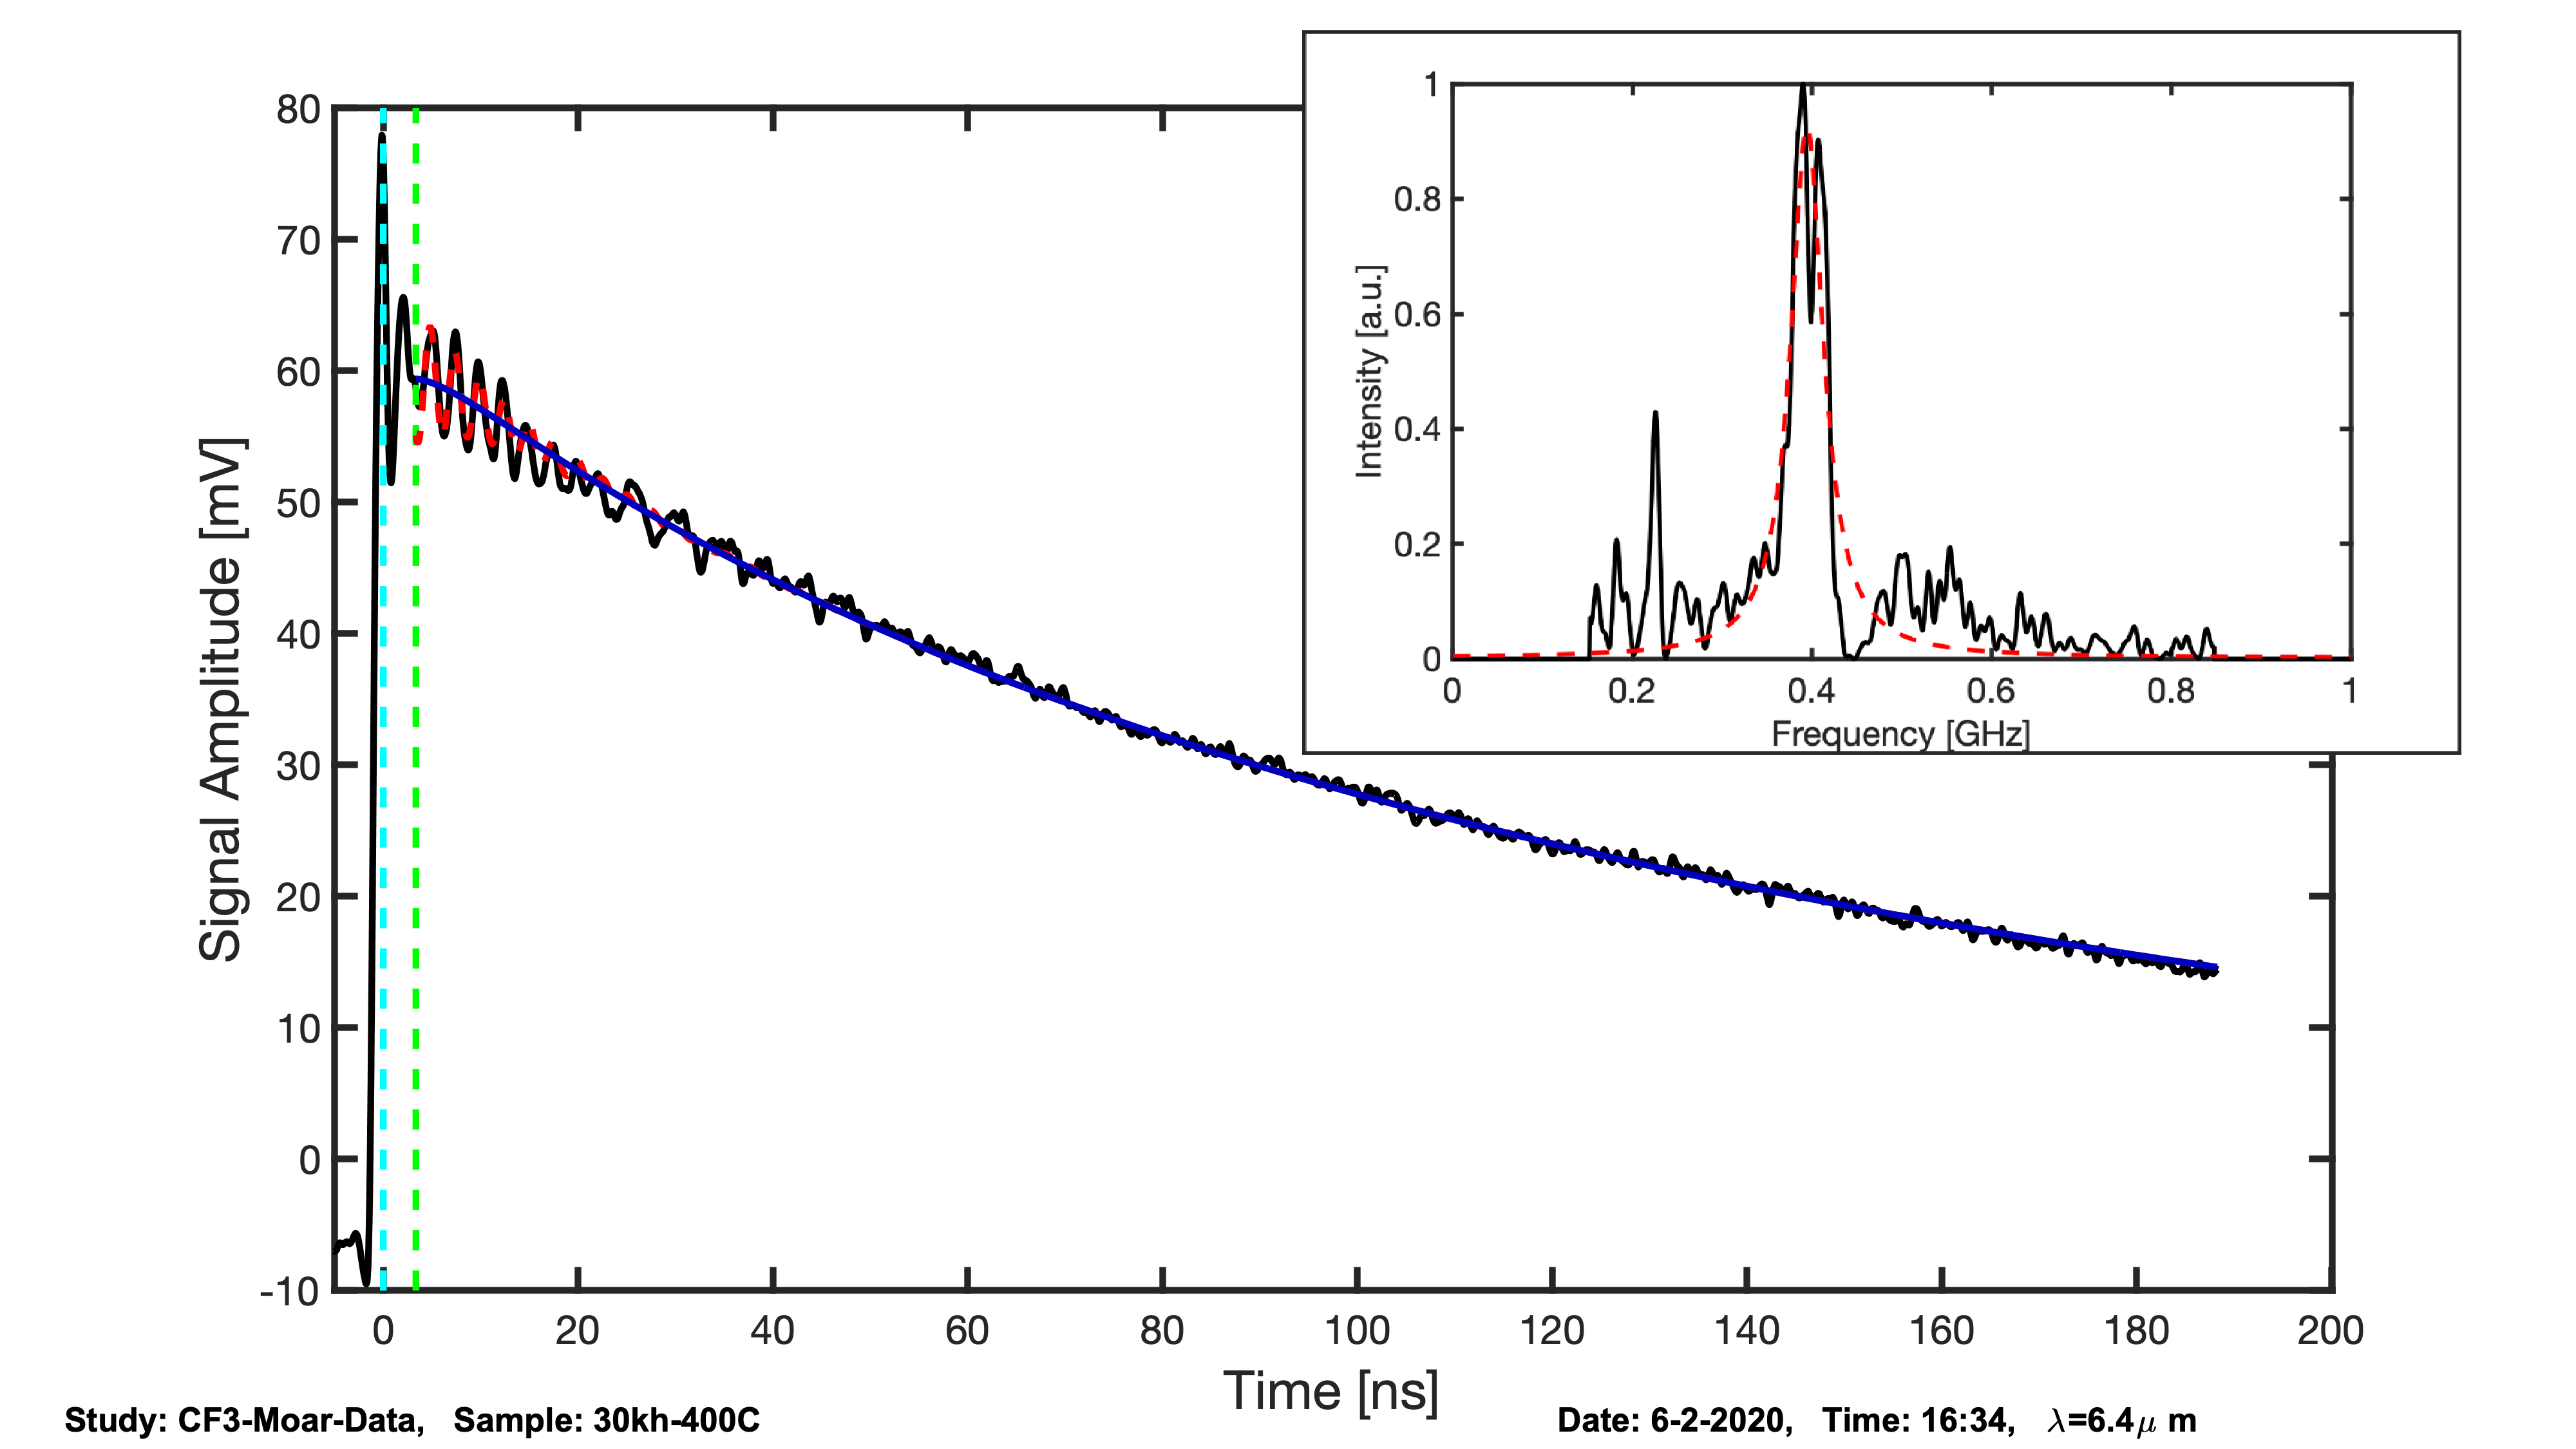 1
0.8
0.6
0.4
0.2
0
Intensity [a.u.]
0 0.2 0.4 0.6 0.8 1
Frequency [GHz]
80
70
60
50
40
30
20
10
0
-10
Signal Amplitude [mV]
0 20 40 60 80 100 120 140 160 180 200
Time [ns]
Study: CF3-Moar-Data, Sample: 30kh-400C Date: 6-2-2020, Time: 16:34, λ=6.4μ m